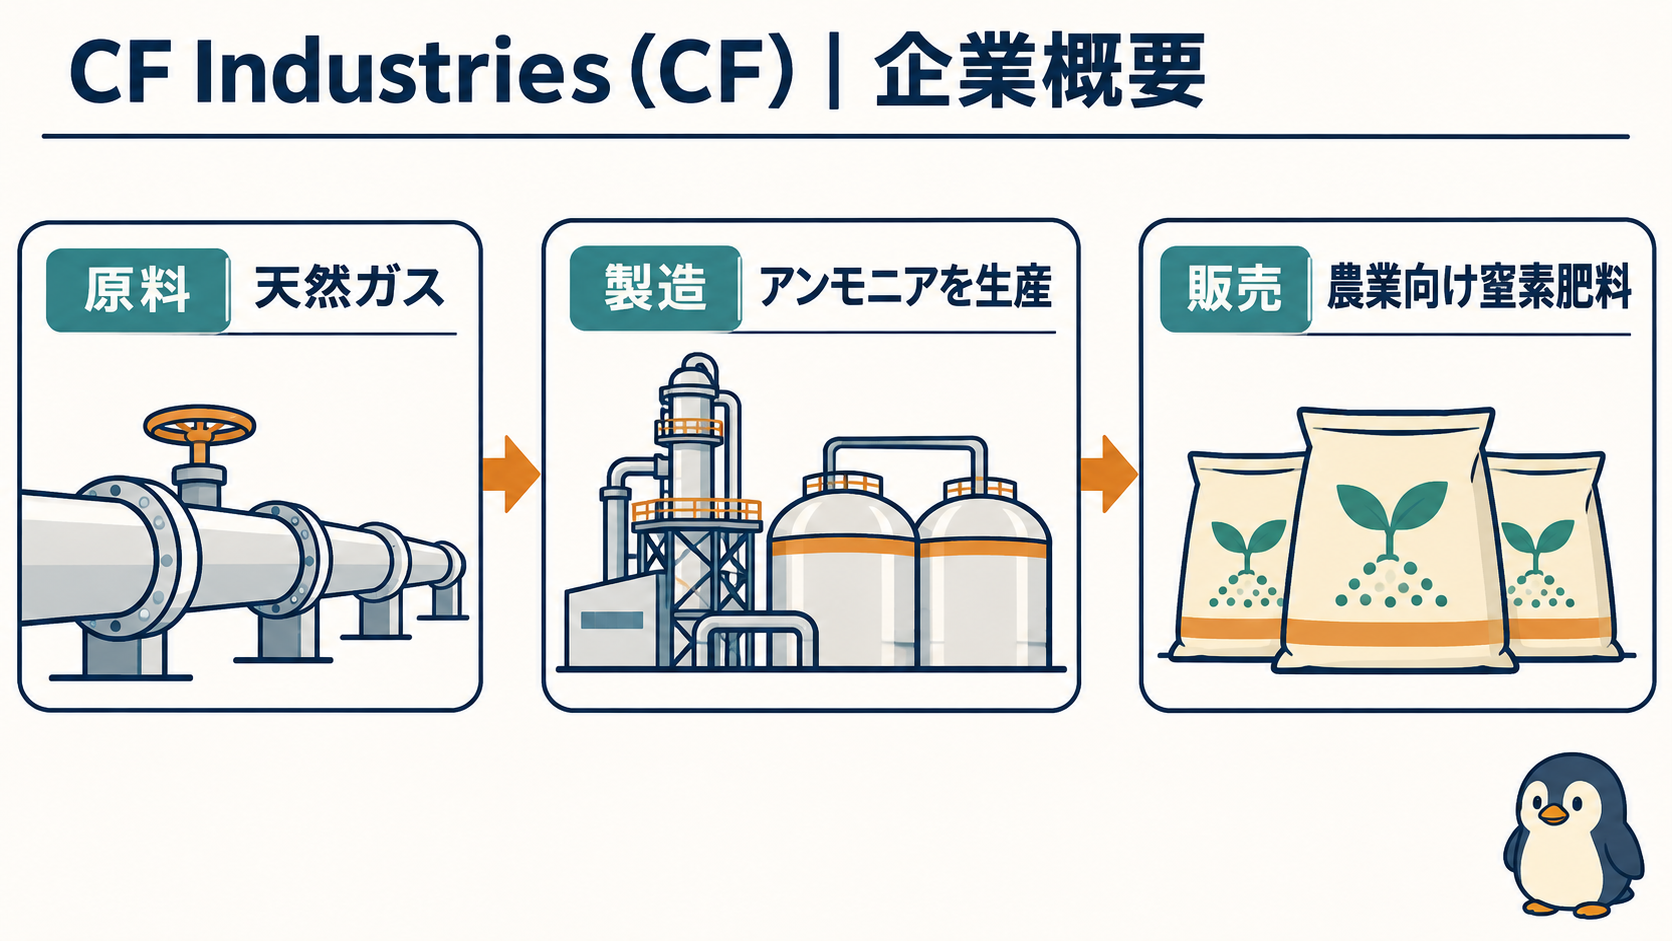 CF Industries（CF）｜企業概要
原料 天然ガス
製造 アンモニアを生産
販売 農業向け窒素肥料